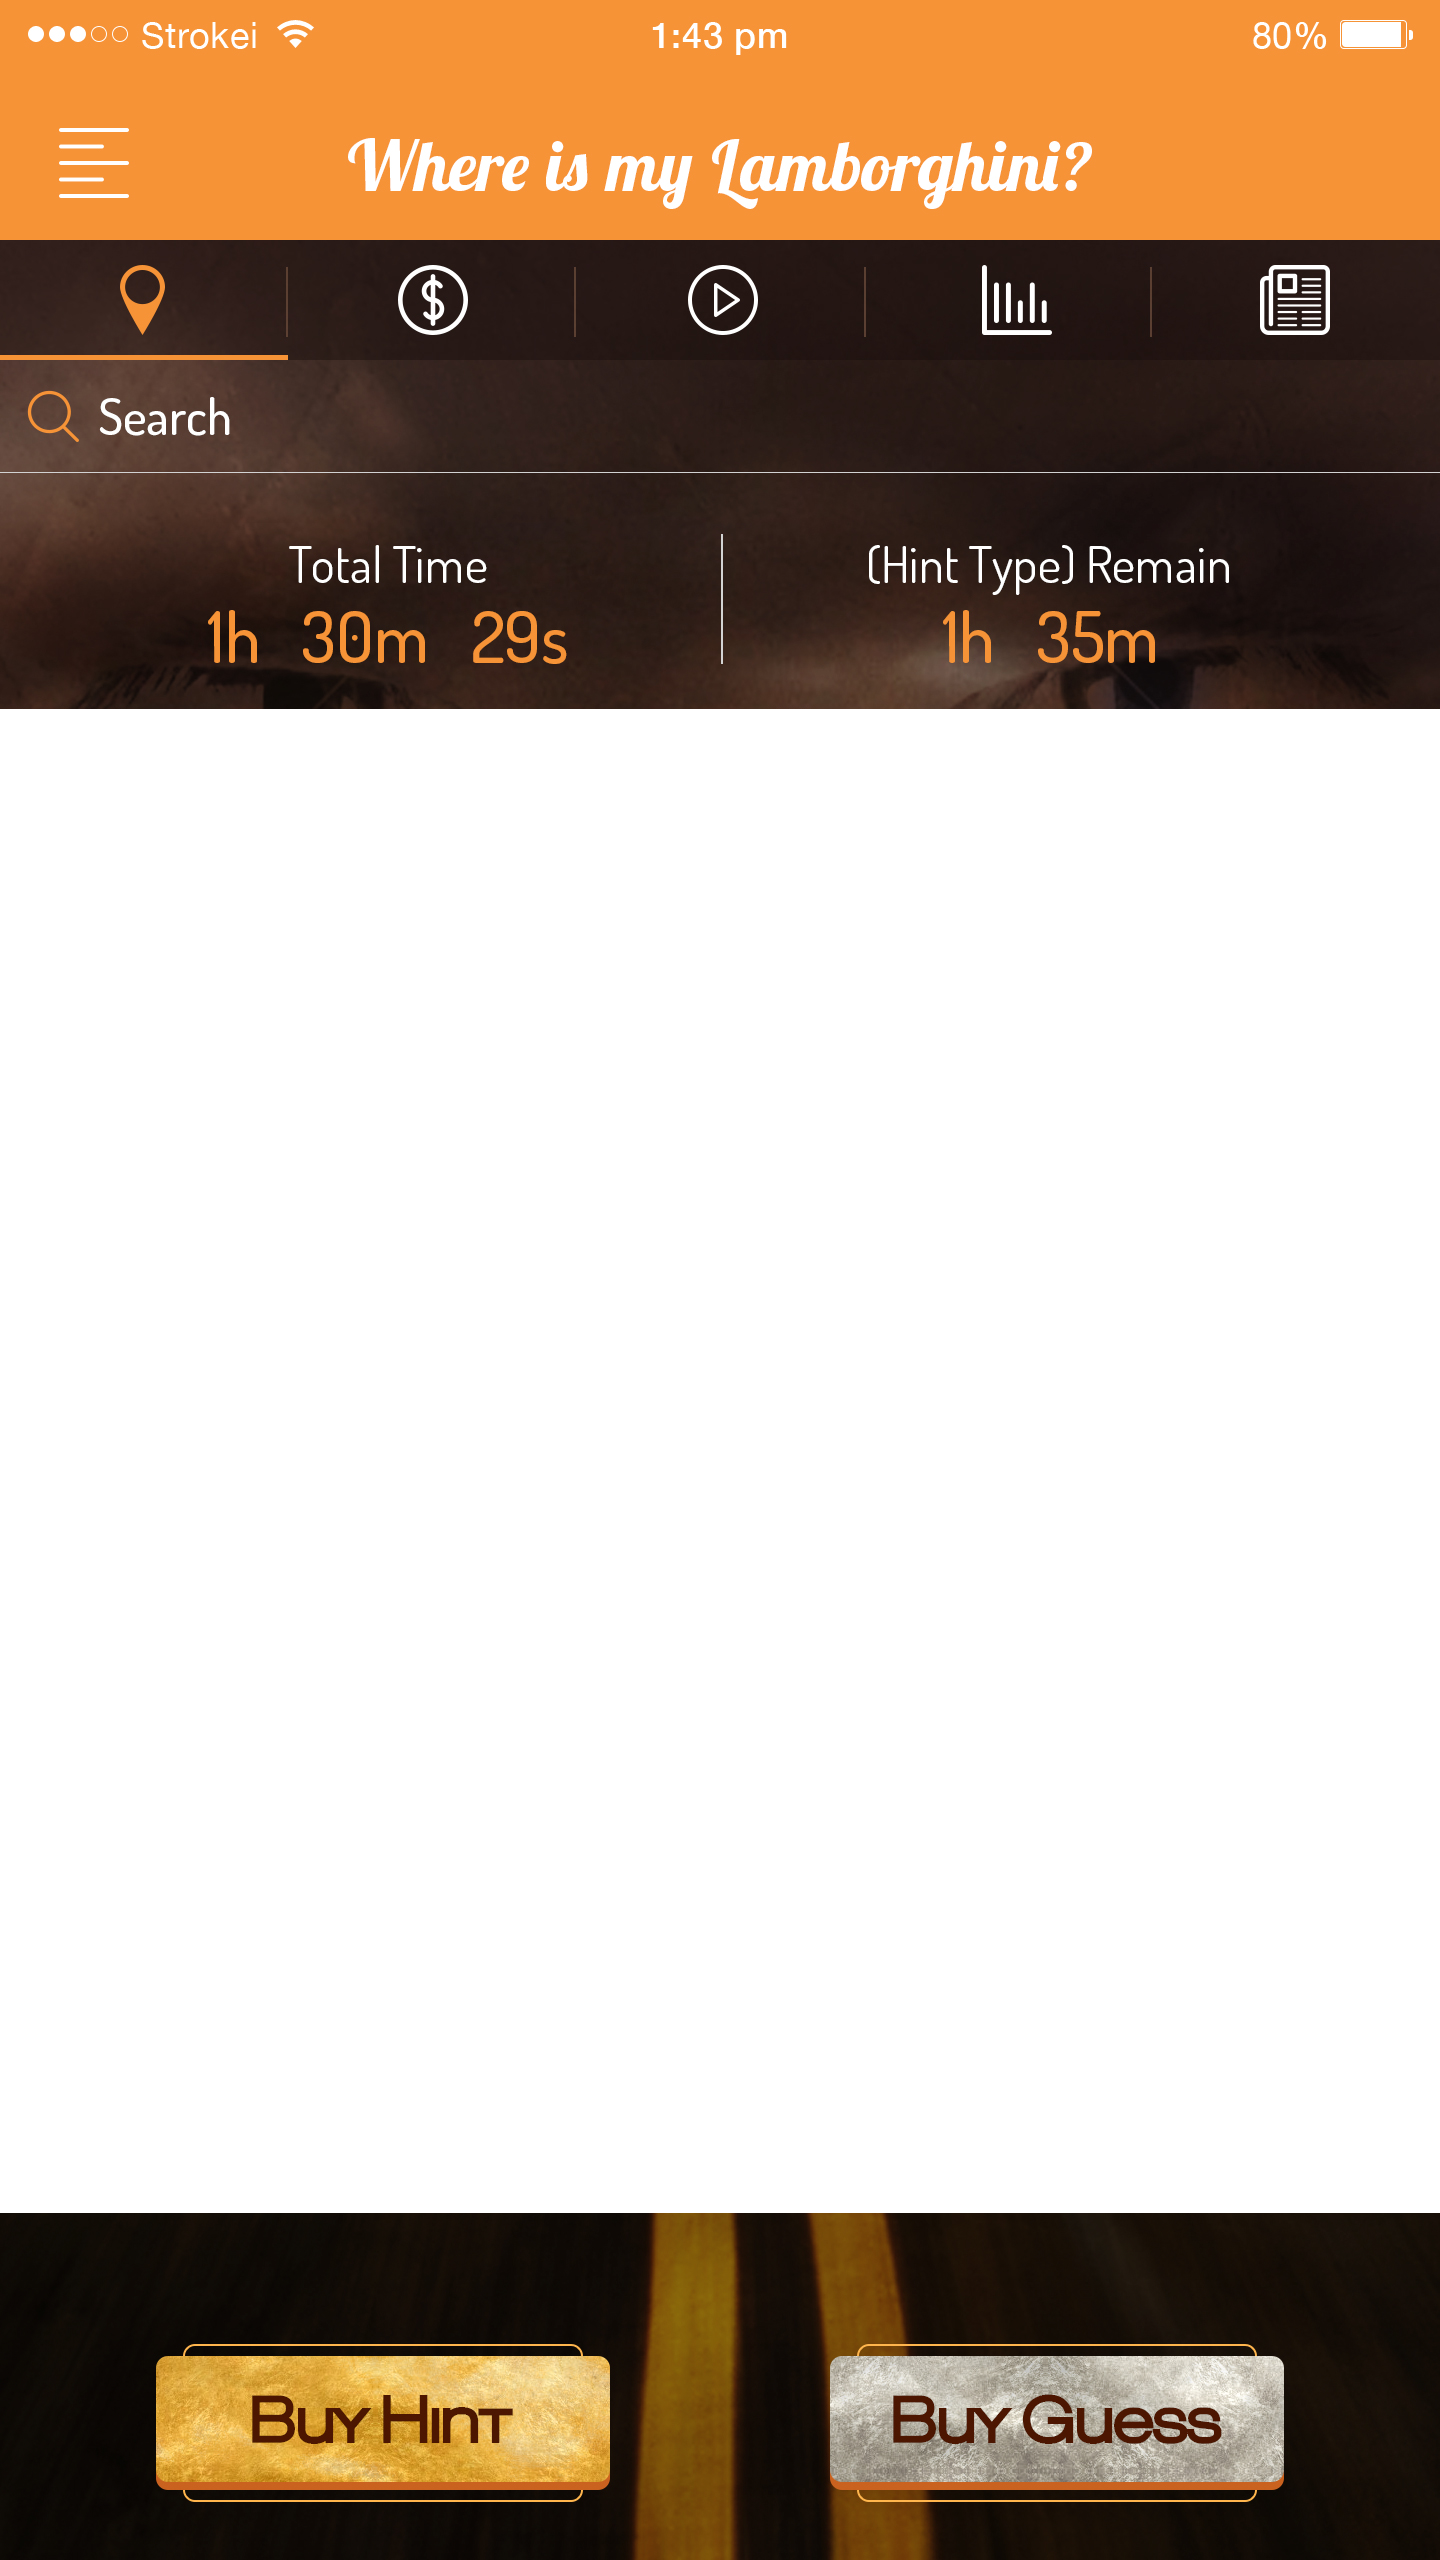 Strokei 1:43 pm 80%
Where is my Lamborghini?
Search
Total Time (Hint Type) Remain
1h 30m 29s 1h 35m
Buy Hint Buy Guess